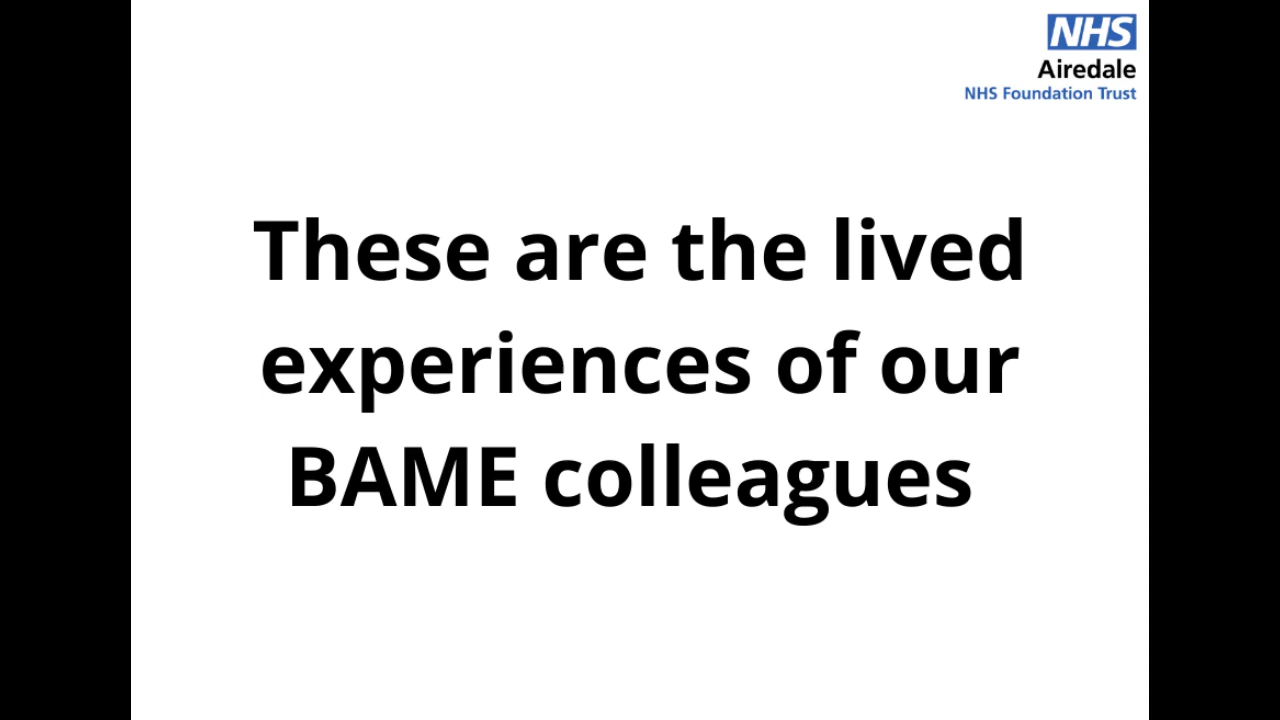 NHS
Airedale
NHS Foundation Trust
These are the lived
experiences of our
BAME colleagues